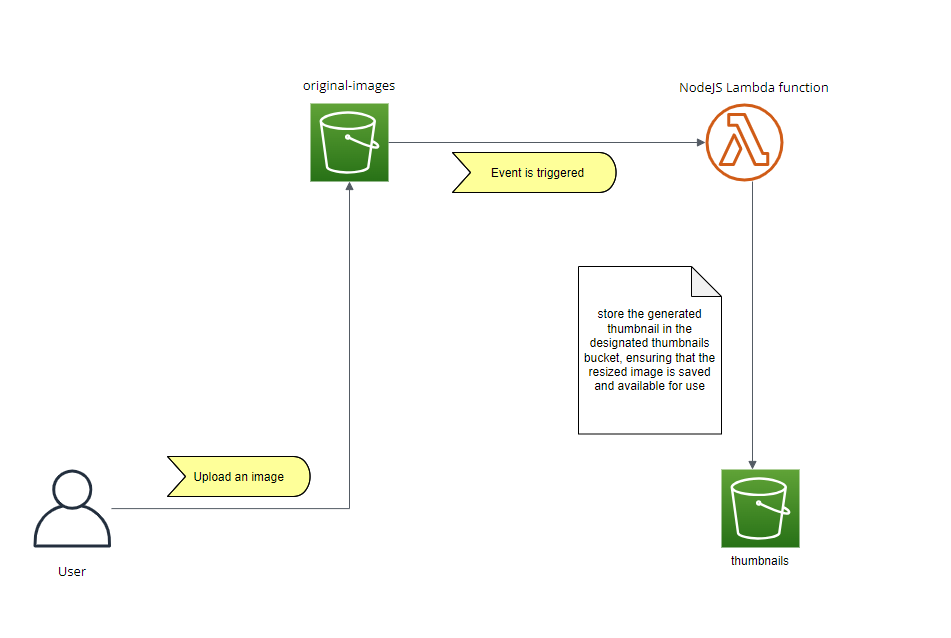 original-images
NodeJS Lambda function
Event is triggered
store the generated
thumbnail in the
designated thumbnails
bucket, ensuring that the
resized image is saved
and available for use
Upload an image
User
thumbnails